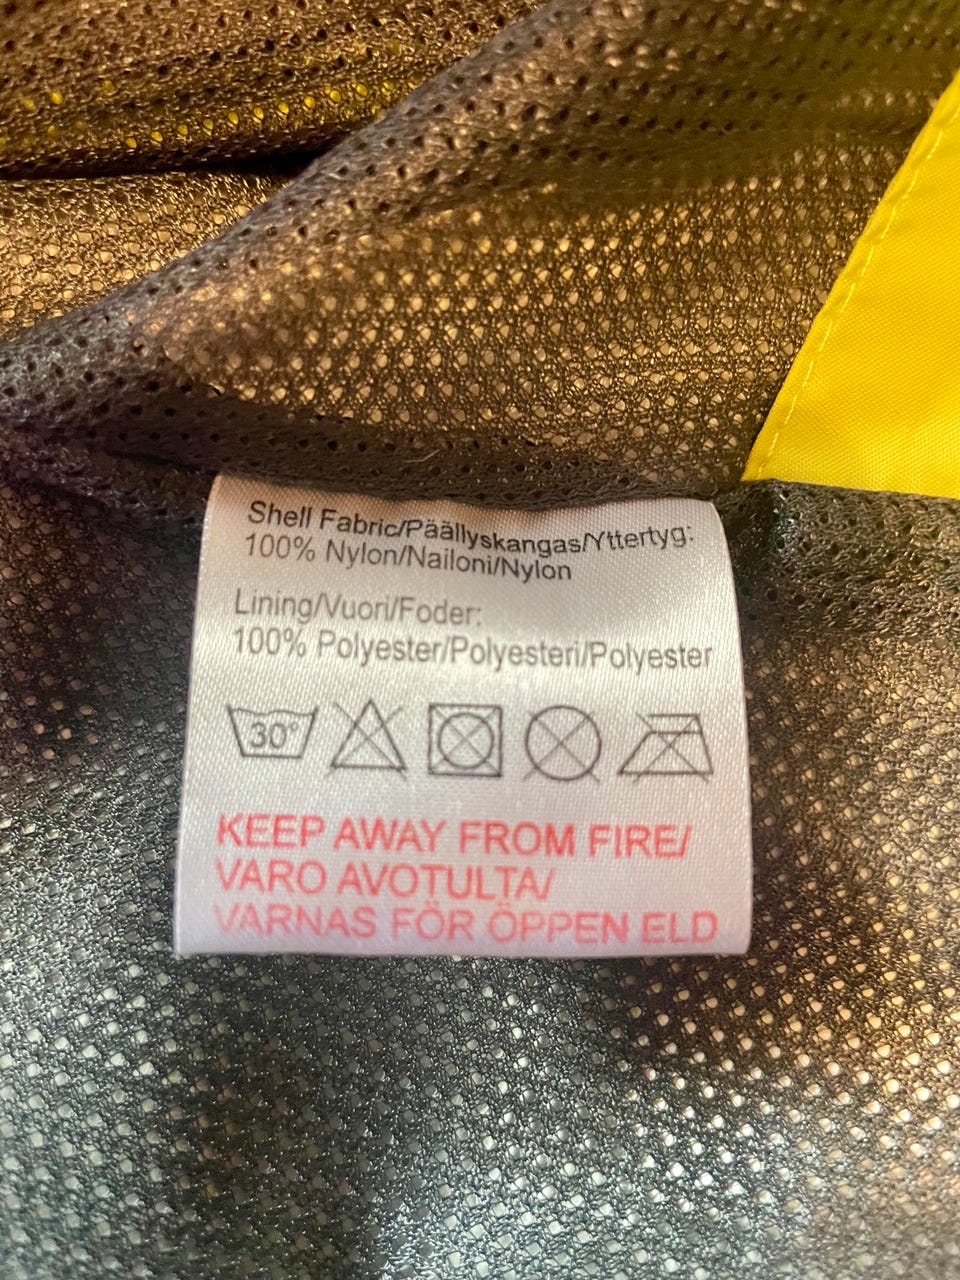 Shell Fabric/Päällyskangas/Yttertyg:
100% Nylon/Nailoni/Nylon
Lining/Vuori/Foder:
100% Polyester/Polyesteri/Polyester
30°
KEEP AWAY FROM FIRE/
VARO AVOTULTA/
VARNAS FÖR ÖPPEN ELD